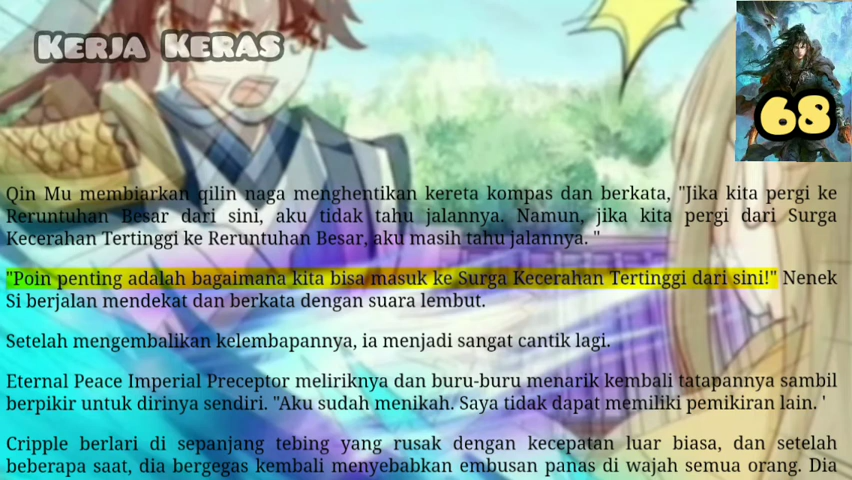 Kerja Keras
68
Qin Mu membiarkan qilin naga menghentikan kereta kompas dan berkata, "Jika kita pergi ke
Reruntuhan Besar dari sini, aku tidak tahu jalannya. Namun, jika kita pergi dari Surga
Kecerahan Tertinggi ke Reruntuhan Besar, aku masih tahu jalannya. "
"Poin penting adalah bagaimana kita bisa masuk ke Surga Kecerahan Tertinggi dari sini!" Nenek
Si berjalan mendekat dan berkata dengan suara lembut.
Setelah mengembalikan kelembapannya, ia menjadi sangat cantik lagi.
Eternal Peace Imperial Preceptor meliriknya dan buru-buru menarik kembali tatapannya sambil
berpikir untuk dirinya sendiri. "Aku sudah menikah. Saya tidak dapat memiliki pemikiran lain. '
Cripple berlari di sepanjang tebing yang rusak dengan kecepatan luar biasa, dan setelah
beberapa saat, dia bergegas kembali menyebabkan embusan panas di wajah semua orang. Dia